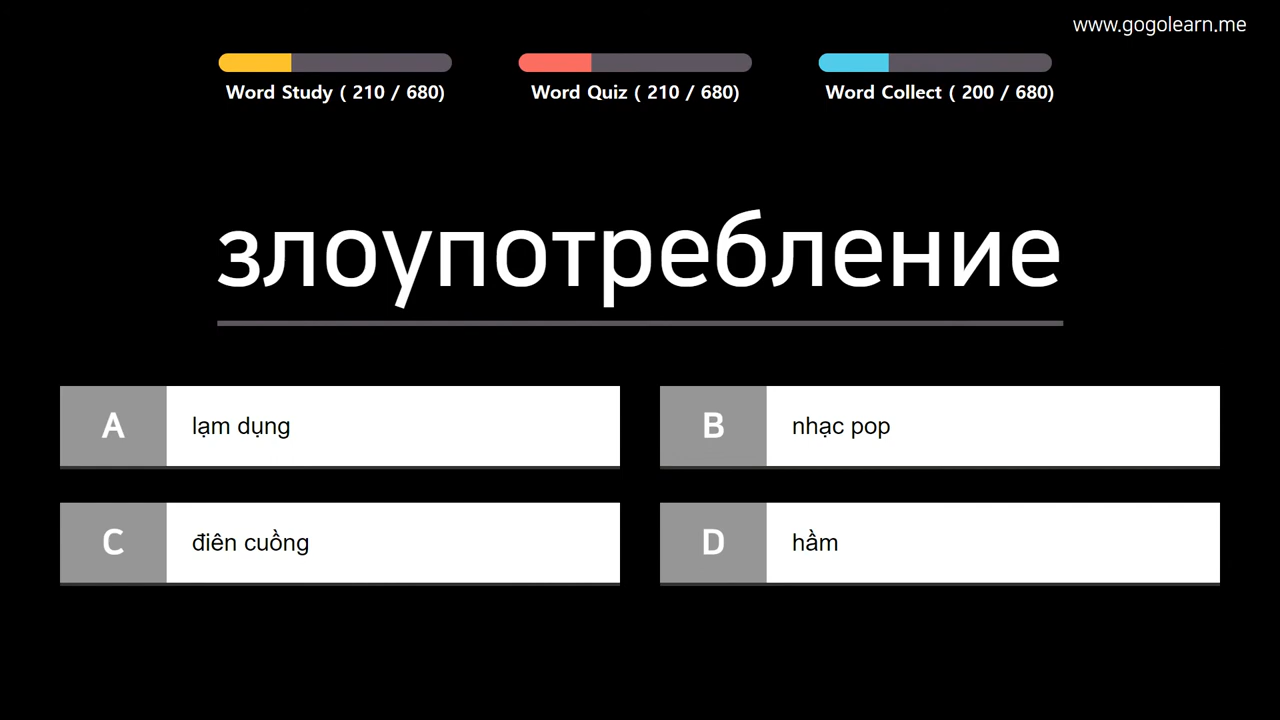 www.gogolearn.me
Word Study ( 210 / 680)
Word Quiz ( 210 / 680)
Word Collect ( 200 / 680)
злоупотребление
A lạm dụng
B nhạc pop
C điên cuồng
D hầm